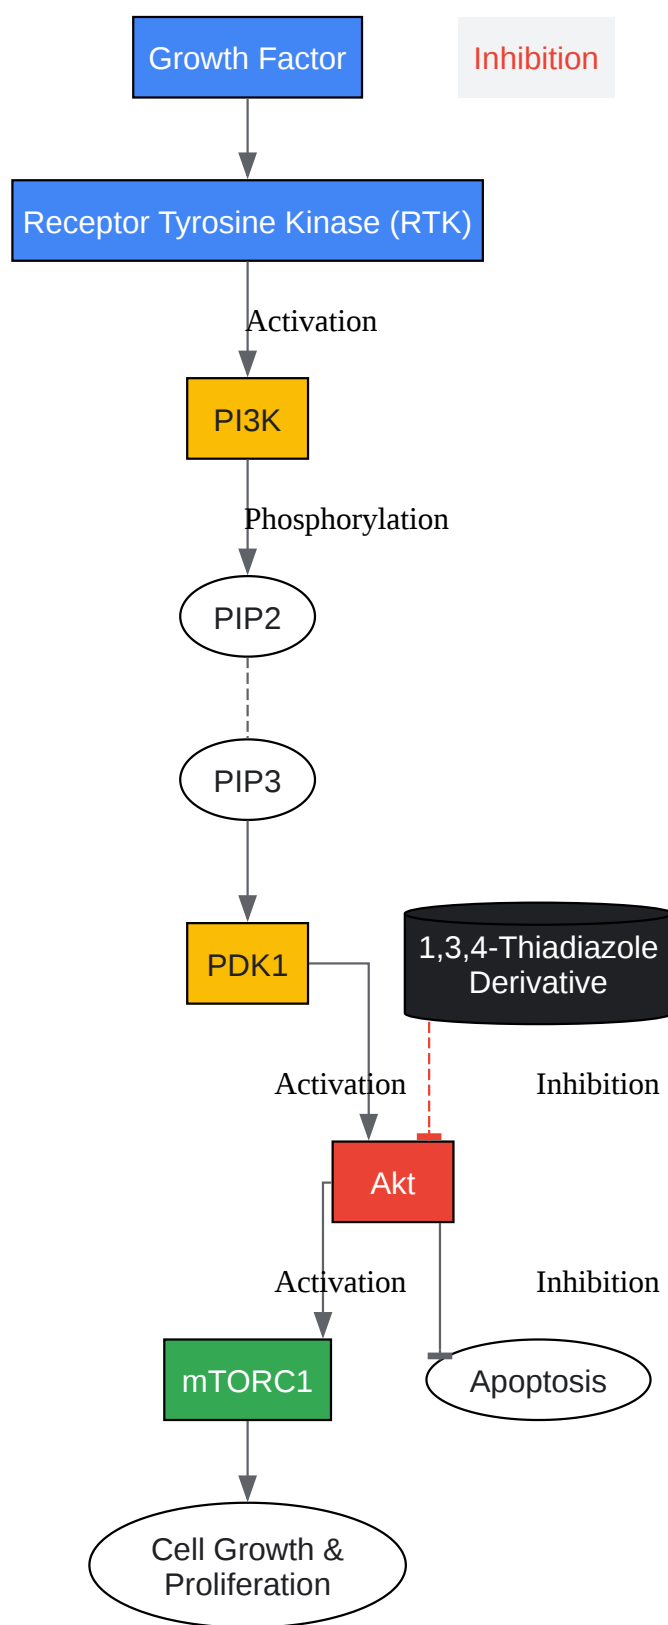 Growth Factor
Inhibition
Receptor Tyrosine Kinase (RTK)
Activation
PI3K
Phosphorylation
PIP2
PIP3
PDK1
1,3,4-Thiadiazole
Derivative
Activation
Inhibition
Akt
Activation
Inhibition
mTORC1
Apoptosis
Cell Growth &
Proliferation